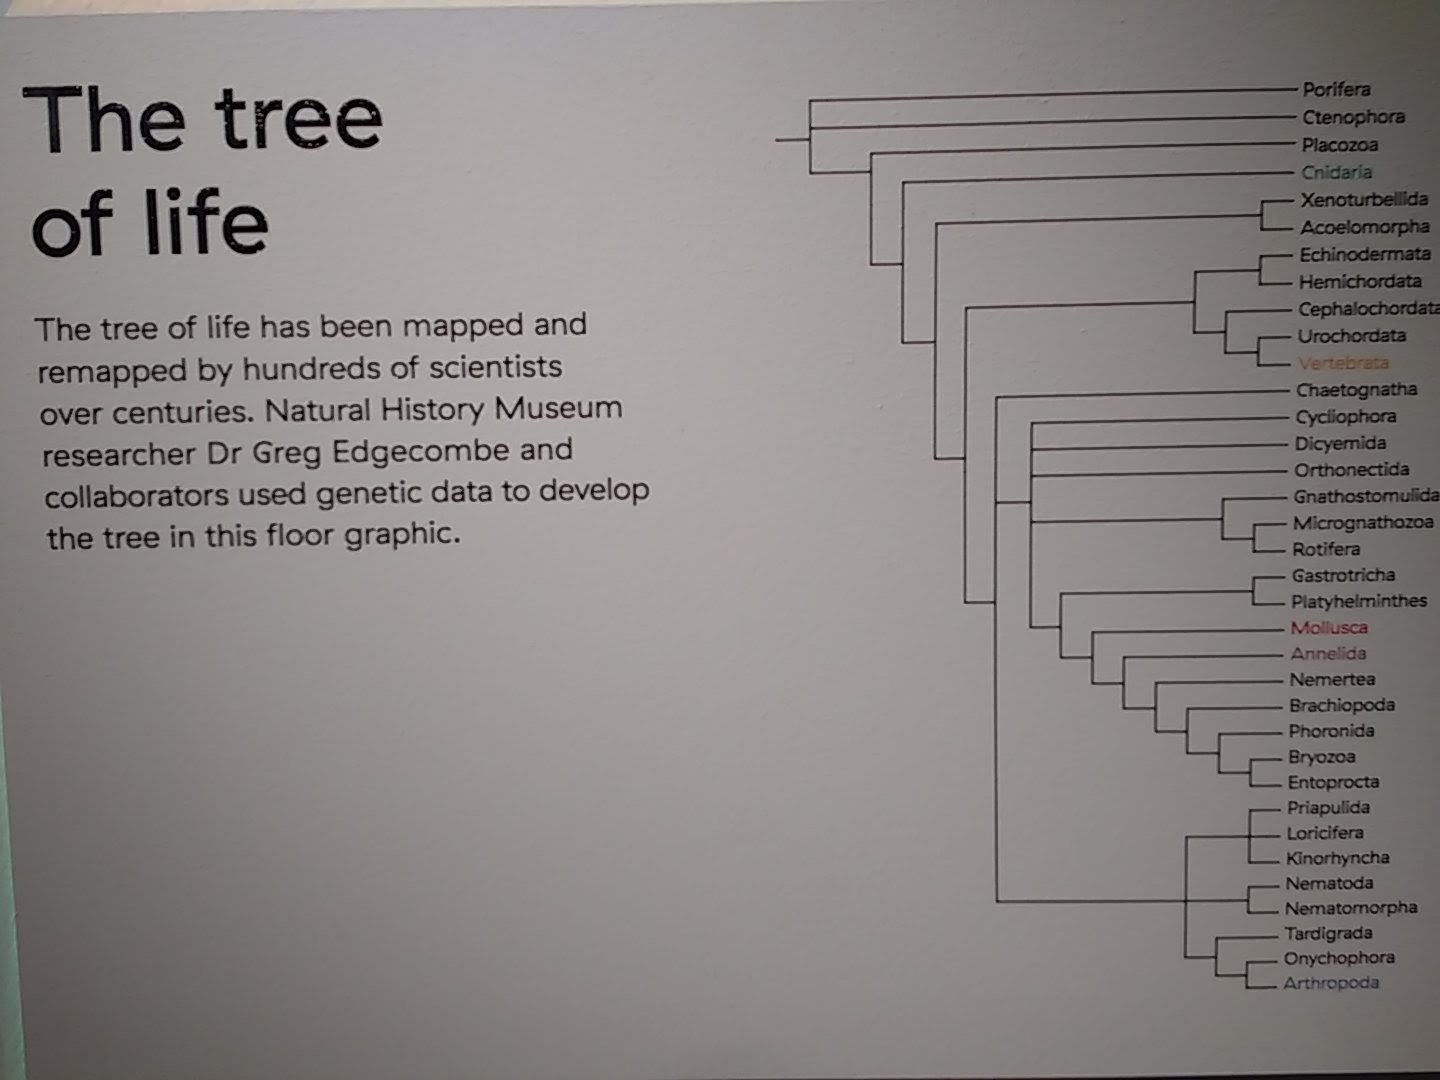 The tree
of life
The tree of life has been mapped and
remapped by hundreds of scientists
over centuries. Natural History Museum
researcher Dr Greg Edgecombe and
collaborators used genetic data to develop
the tree in this floor graphic.
Porifera
Ctenophora
Placozoa
Cnidaria
Xenoturbellida
Acoelomorpha
Echinodermata
Hemichordata
Cephalochordata
Urochordata
Vertebrata
Chaetognatha
Cycliophora
Dicyemida
Orthonectida
Gnathostomulida
Micrognathozoa
Rotifera
Gastrotricha
Platyhelminthes
Mollusca
Annelida
Nemertea
Brachiopoda
Phoronida
Bryozoa
Entoprocta
Priapulida
Loricifera
Kinorhyncha
Nematoda
Nematomorpha
Tardigrada
Onychophora
Arthropoda